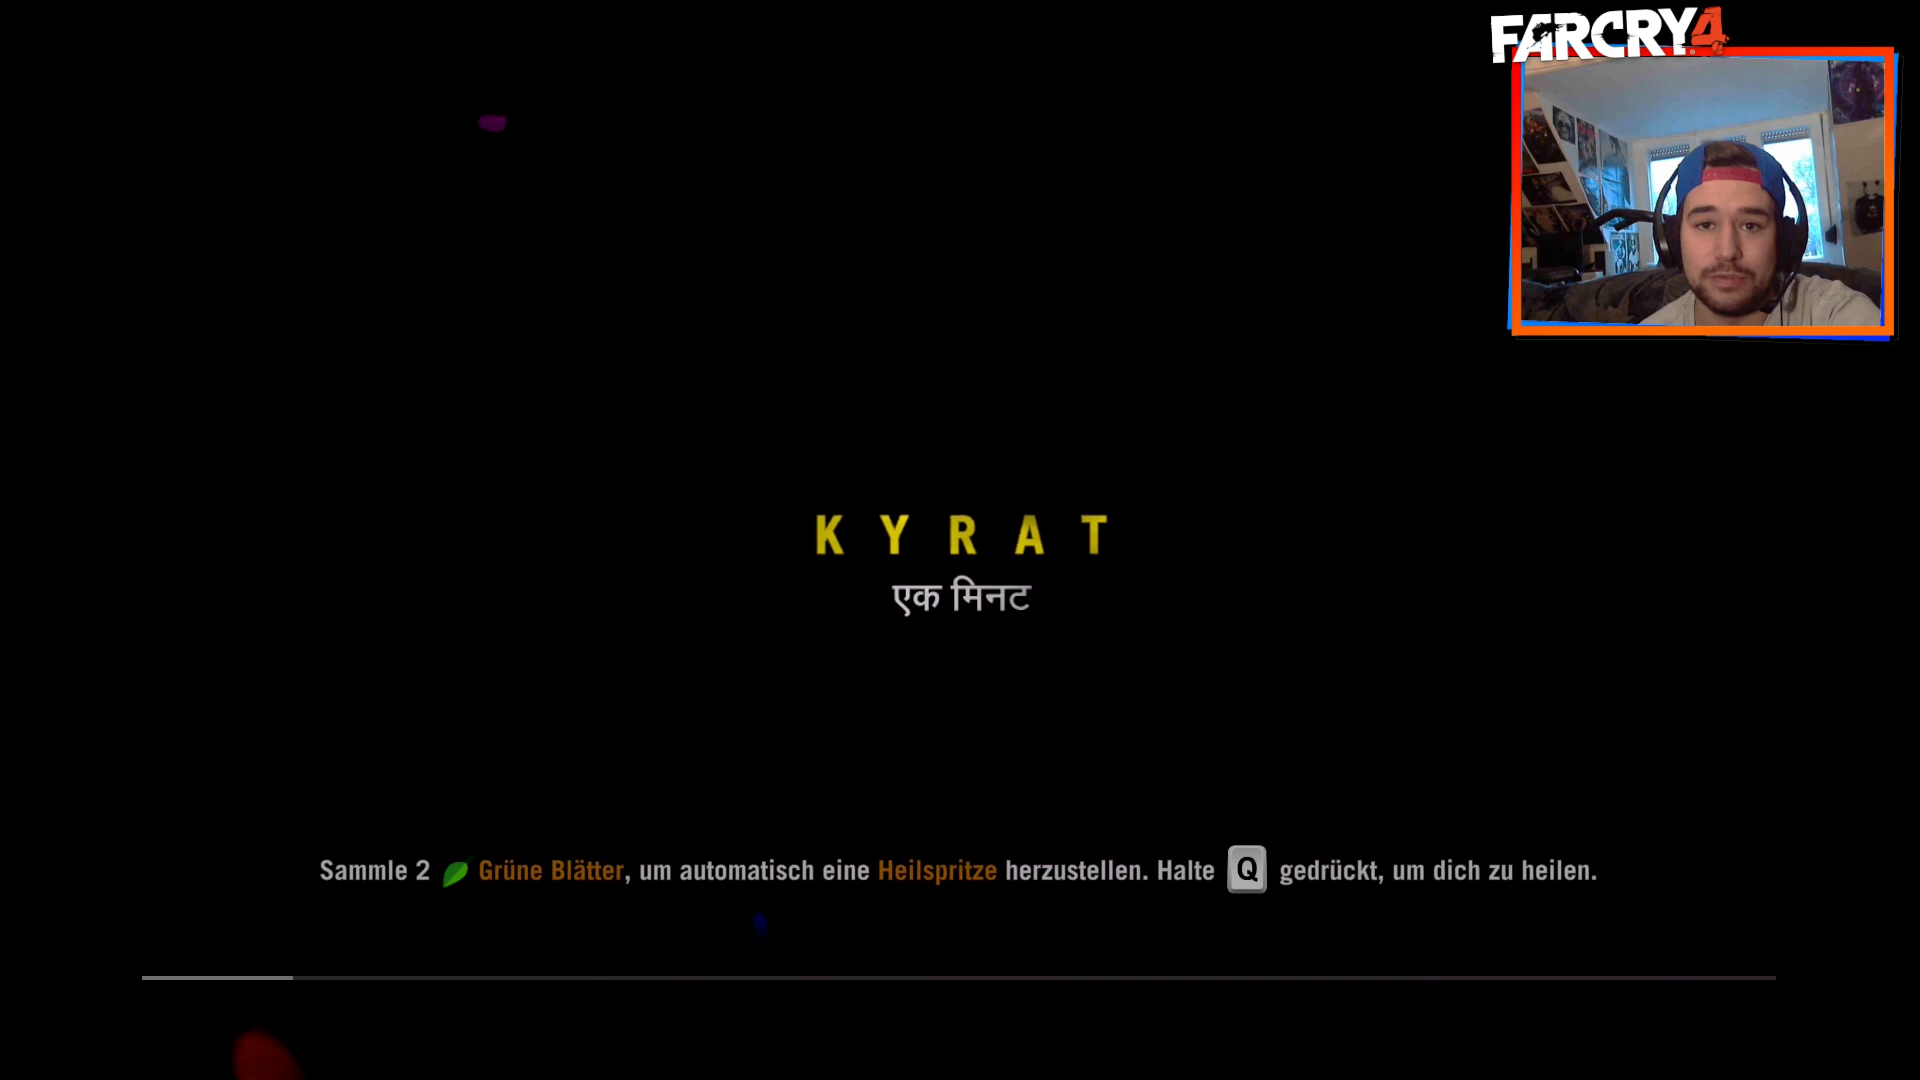 FARCRY4
KYRAT
एक मिनट
Sammle 2 Grüne Blätter, um automatisch eine Heilspritze herzustellen. Halte Q gedrückt, um dich zu heilen.